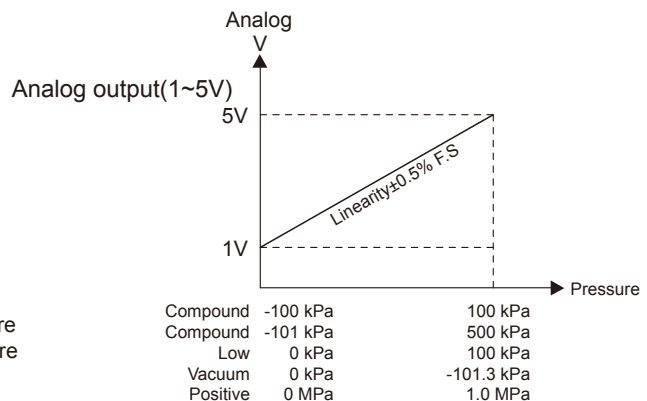 Analog
V
Analog output(1~5V)
5V
Linearity±0.5% F.S
1V
Pressure
Compound -100 kPa 100 kPa
re
Compound -101 kPa 500 kPa
re
Low 0 kPa 100 kPa
Vacuum 0 kPa -101.3 kPa
Positive 0 MPa 1.0 MPa